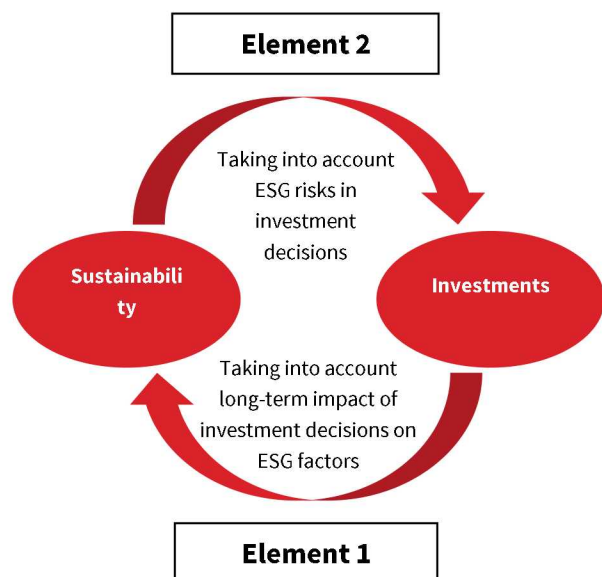 Element 2
Taking into account
ESG risks in
investment
decisions
Sustainabili
ty
Investments
Taking into account
long-term impact of
investment decisions on
ESG factors
Element 1